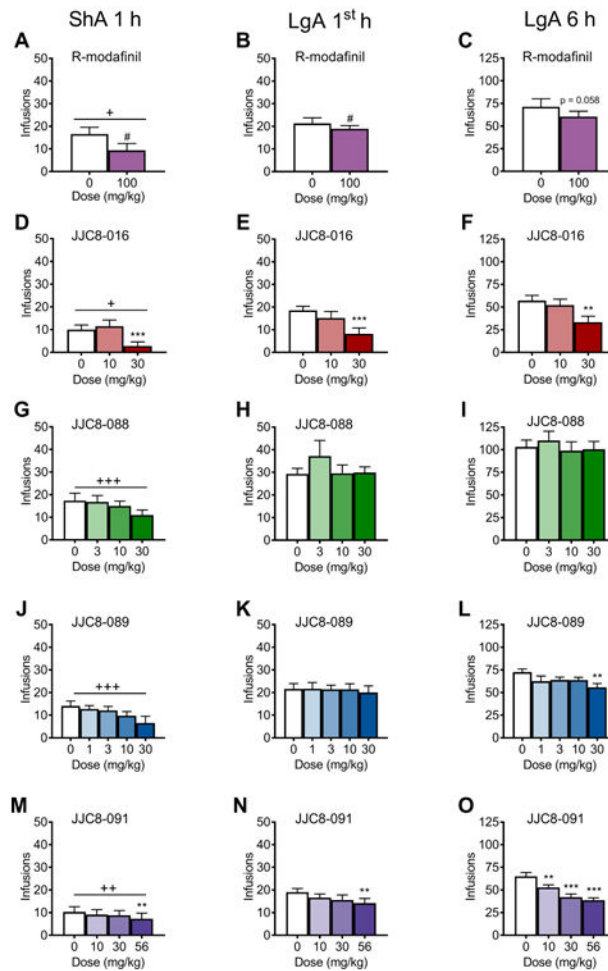 ShA 1 h
LgA 1st h
LgA 6 h
A
R-modafinil
Infusions
50
40
30
20
10
0
+
#
0
100
Dose (mg/kg)
B
R-modafinil
50
40
30
20
10
0
#
0
100
Dose (mg/kg)
C
R-modafinil
Infusions
125
100
75
50
25
0
p = 0.058
0
100
Dose (mg/kg)
D
JJC8-016
Infusions
50
40
30
20
10
0
+
***
0 10 30
Dose (mg/kg)
E
JJC8-016
Infusions
50
40
30
20
10
0
***
0 10 30
Dose (mg/kg)
F
JJC8-016
Infusions
125
100
75
50
25
0
**
0 10 30
Dose (mg/kg)
G
JJC8-088
Infusions
50
40
30
20
10
0
+++
0 3 10 30
Dose (mg/kg)
H
JJC8-088
Infusions
50
40
30
20
10
0
0 3 10 30
Dose (mg/kg)
I
JJC8-088
Infusions
125
100
75
50
25
0
0 3 10 30
Dose (mg/kg)
J
JJC8-089
Infusions
50
40
30
20
10
0
+++
0 1 3 10 30
Dose (mg/kg)
K
JJC8-089
Infusions
50
40
30
20
10
0
0 1 3 10 30
Dose (mg/kg)
L
JJC8-089
Infusions
125
100
75
50
25
0
**
0 1 3 10 30
Dose (mg/kg)
M
JJC8-091
Infusions
50
40
30
20
10
0
++
**
0 10 30 56
Dose (mg/kg)
N
JJC8-091
Infusions
50
40
30
20
10
0
**
0 10 30 56
Dose (mg/kg)
O
JJC8-091
Infusions
125
100
75
50
25
0
**
***
***
0 10 30 56
Dose (mg/kg)